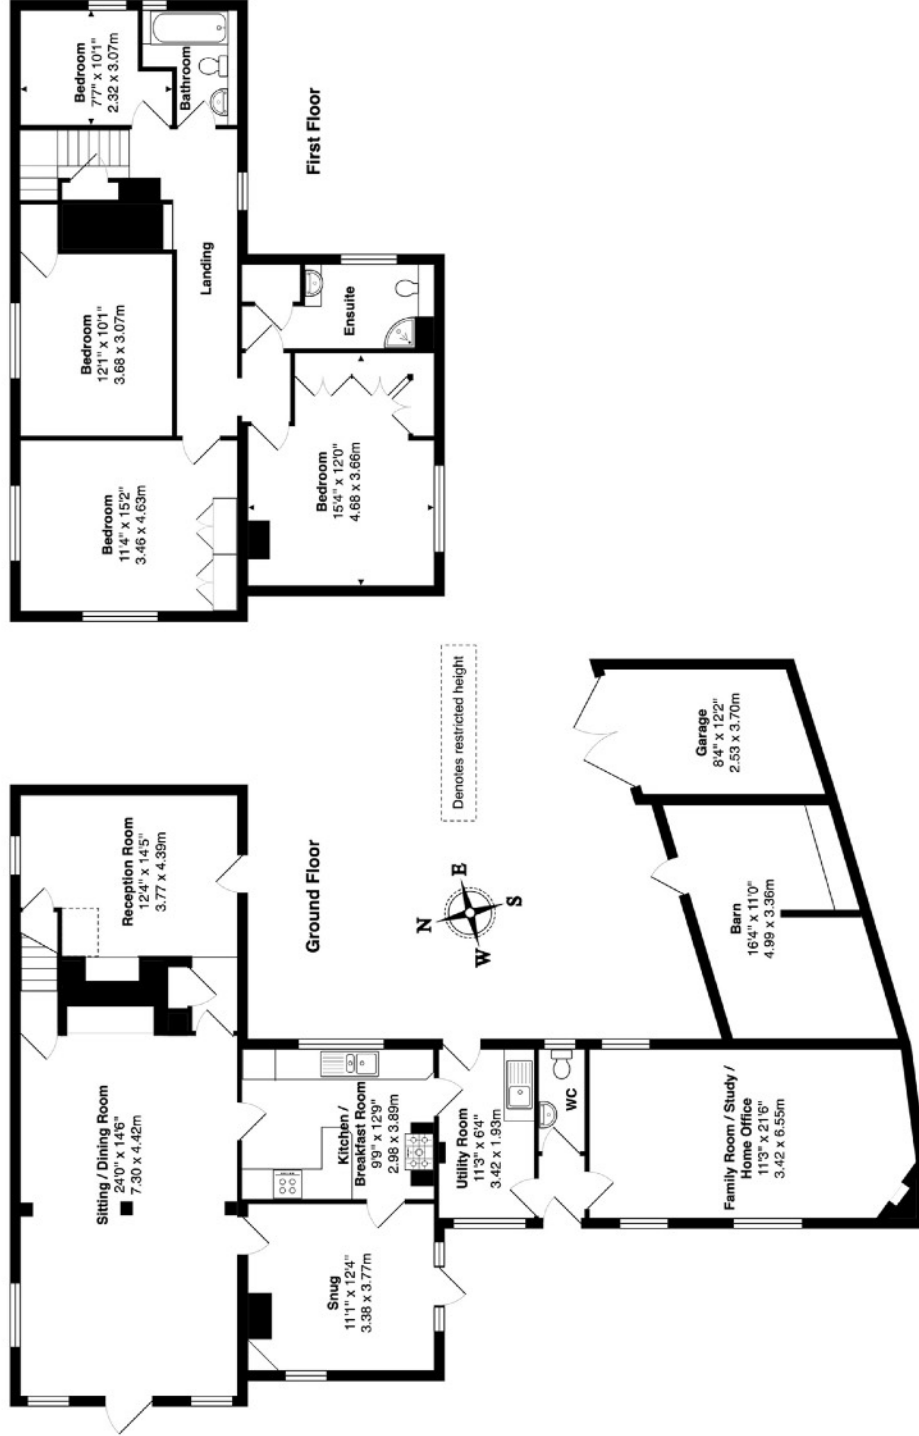 Bedroom
7'7" x 10'1"
2.32 x 3.07m
Bathroom
First Floor
Landing
Bedroom
12'1" x 10'1"
3.68 x 3.07m
Ensuite
Bedroom
11'4" x 15'2"
3.46 x 4.63m
Bedroom
15'4" x 12'0"
4.68 x 3.66m
Denotes restricted height
Garage
8'4" x 12'2"
2.53 x 3.70m
Reception Room
12'4" x 14'5"
3.77 x 4.39m
Ground Floor
N
E
S
W
Barn
16'4" x 11'0"
4.99 x 3.36m
Sitting / Dining Room
24'0" x 14'6"
7.30 x 4.42m
Kitchen /
Breakfast Room
9'9" x 12'9"
2.98 x 3.89m
Utility Room
11'3" x 6'4"
3.42 x 1.93m
WC
Family Room / Study /
Home Office
11'3" x 21'6"
3.42 x 6.55m
Snug
11'1" x 12'4"
3.38 x 3.77m